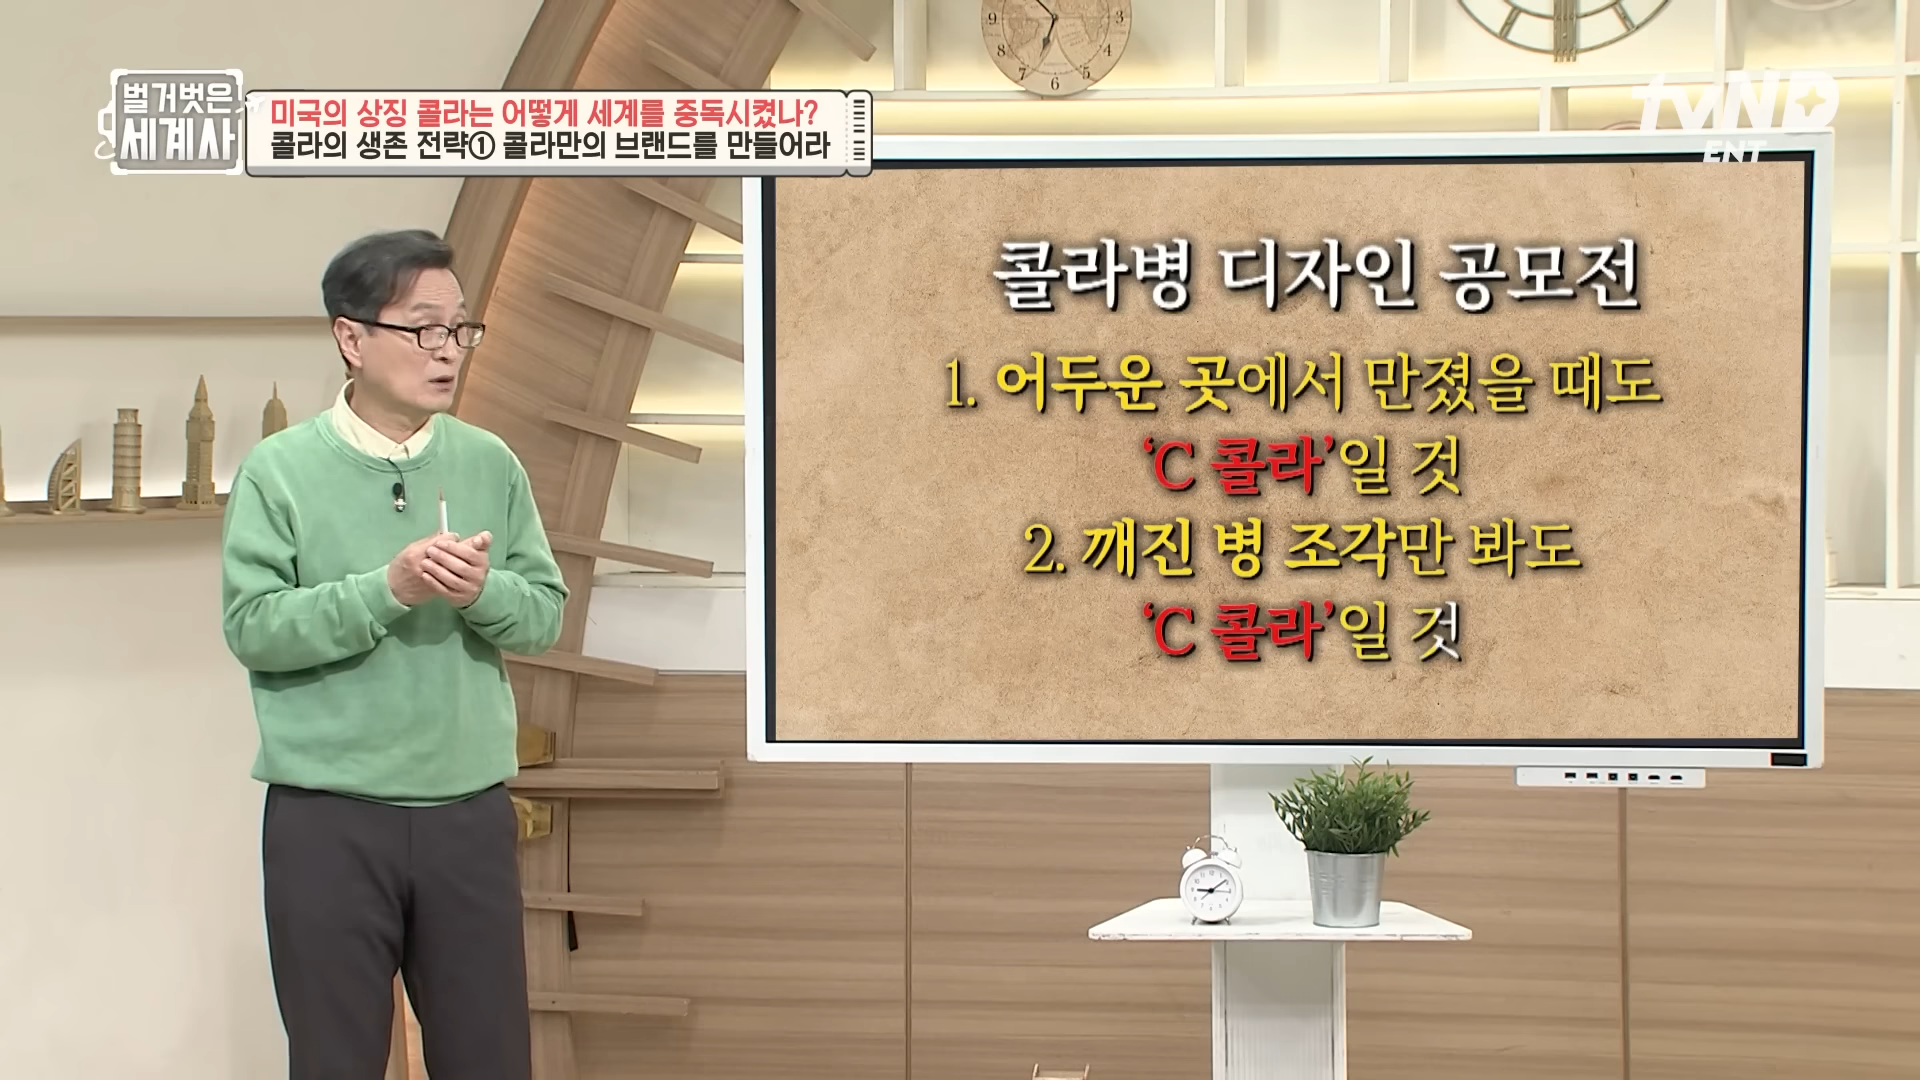 벌거벗은
세계사
미국의 상징 콜라는 어떻게 세계를 중독시켰나?
콜라의 생존 전략① 콜라만의 브랜드를 만들어라
tvN D
ENT
콜라병 디자인 공모전
1. 어두운 곳에서 만졌을 때도
‘C 콜라’일 것
2. 깨진 병 조각만 봐도
‘C 콜라’일 것